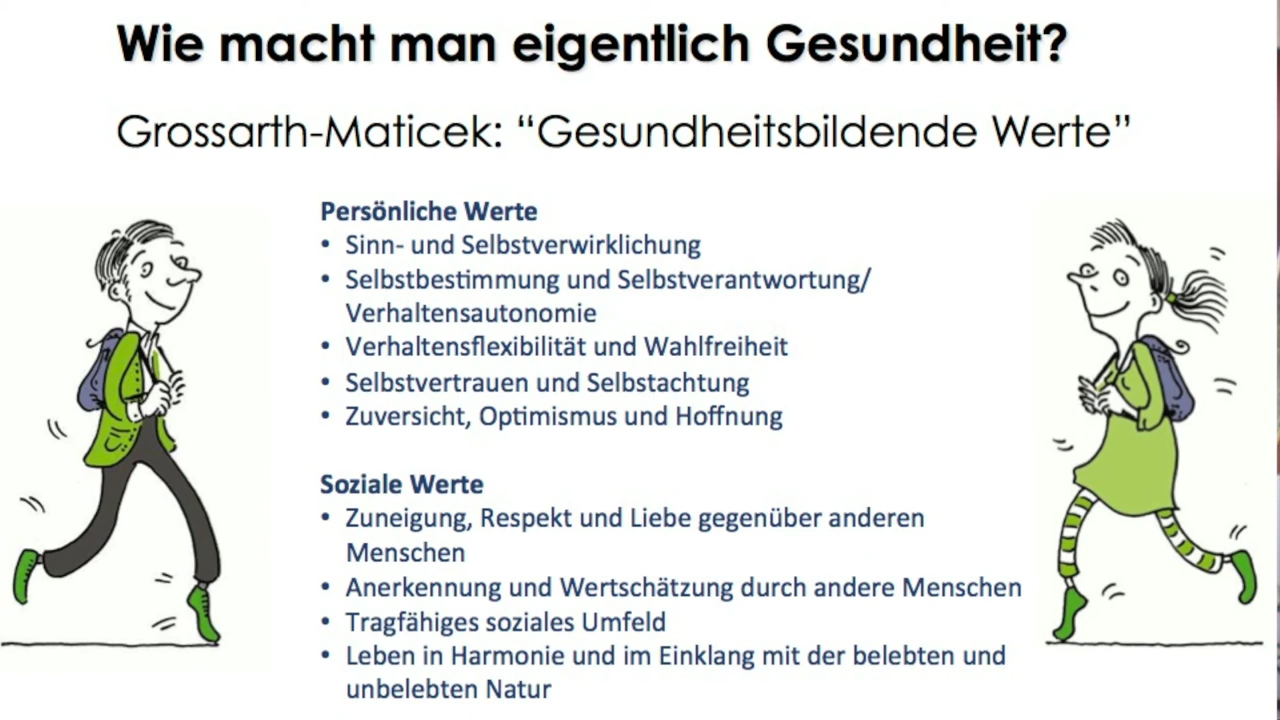 Wie macht man eigentlich Gesundheit?
Grossarth-Maticek: “Gesundheitsbildende Werte”
Persönliche Werte
• Sinn- und Selbstverwirklichung
• Selbstbestimmung und Selbstverantwortung/
Verhaltensautonomie
• Verhaltensflexibilität und Wahlfreiheit
• Selbstvertrauen und Selbstachtung
• Zuversicht, Optimismus und Hoffnung
Soziale Werte
• Zuneigung, Respekt und Liebe gegenüber anderen
Menschen
• Anerkennung und Wertschätzung durch andere Menschen
• Tragfähiges soziales Umfeld
• Leben in Harmonie und im Einklang mit der belebten und
unbelebten Natur